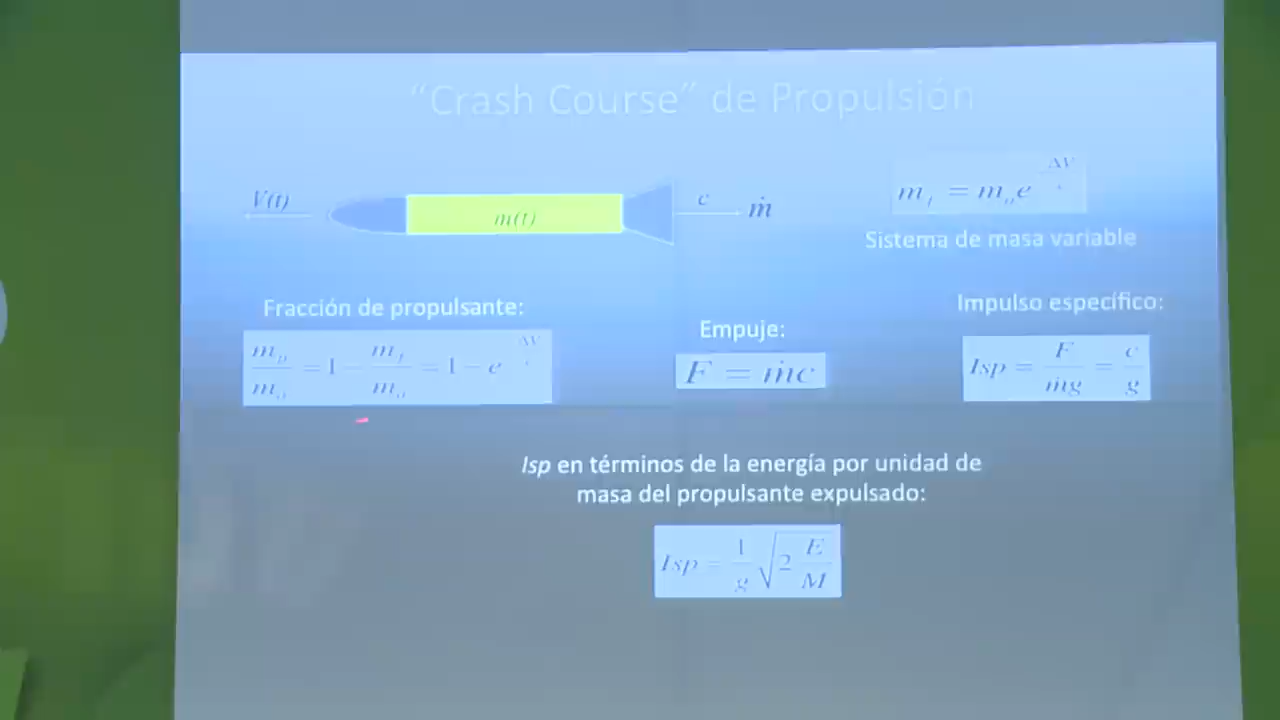 “Crash Course” de Propulsión
V(t)
m(t)
c
ṁ
m_f = m_o e^
ΔV
Sistema de masa variable
Fracción de propulsante:
m_p/m_o = 1 − m_f/m_o = 1 − e^ΔV
Empuje:
F = ṁc
Impulso específico:
Isp = F/ṁg = c/g
Isp en términos de la energía por unidad de
masa del propulsante expulsado:
Isp = 1/g √2 E/M